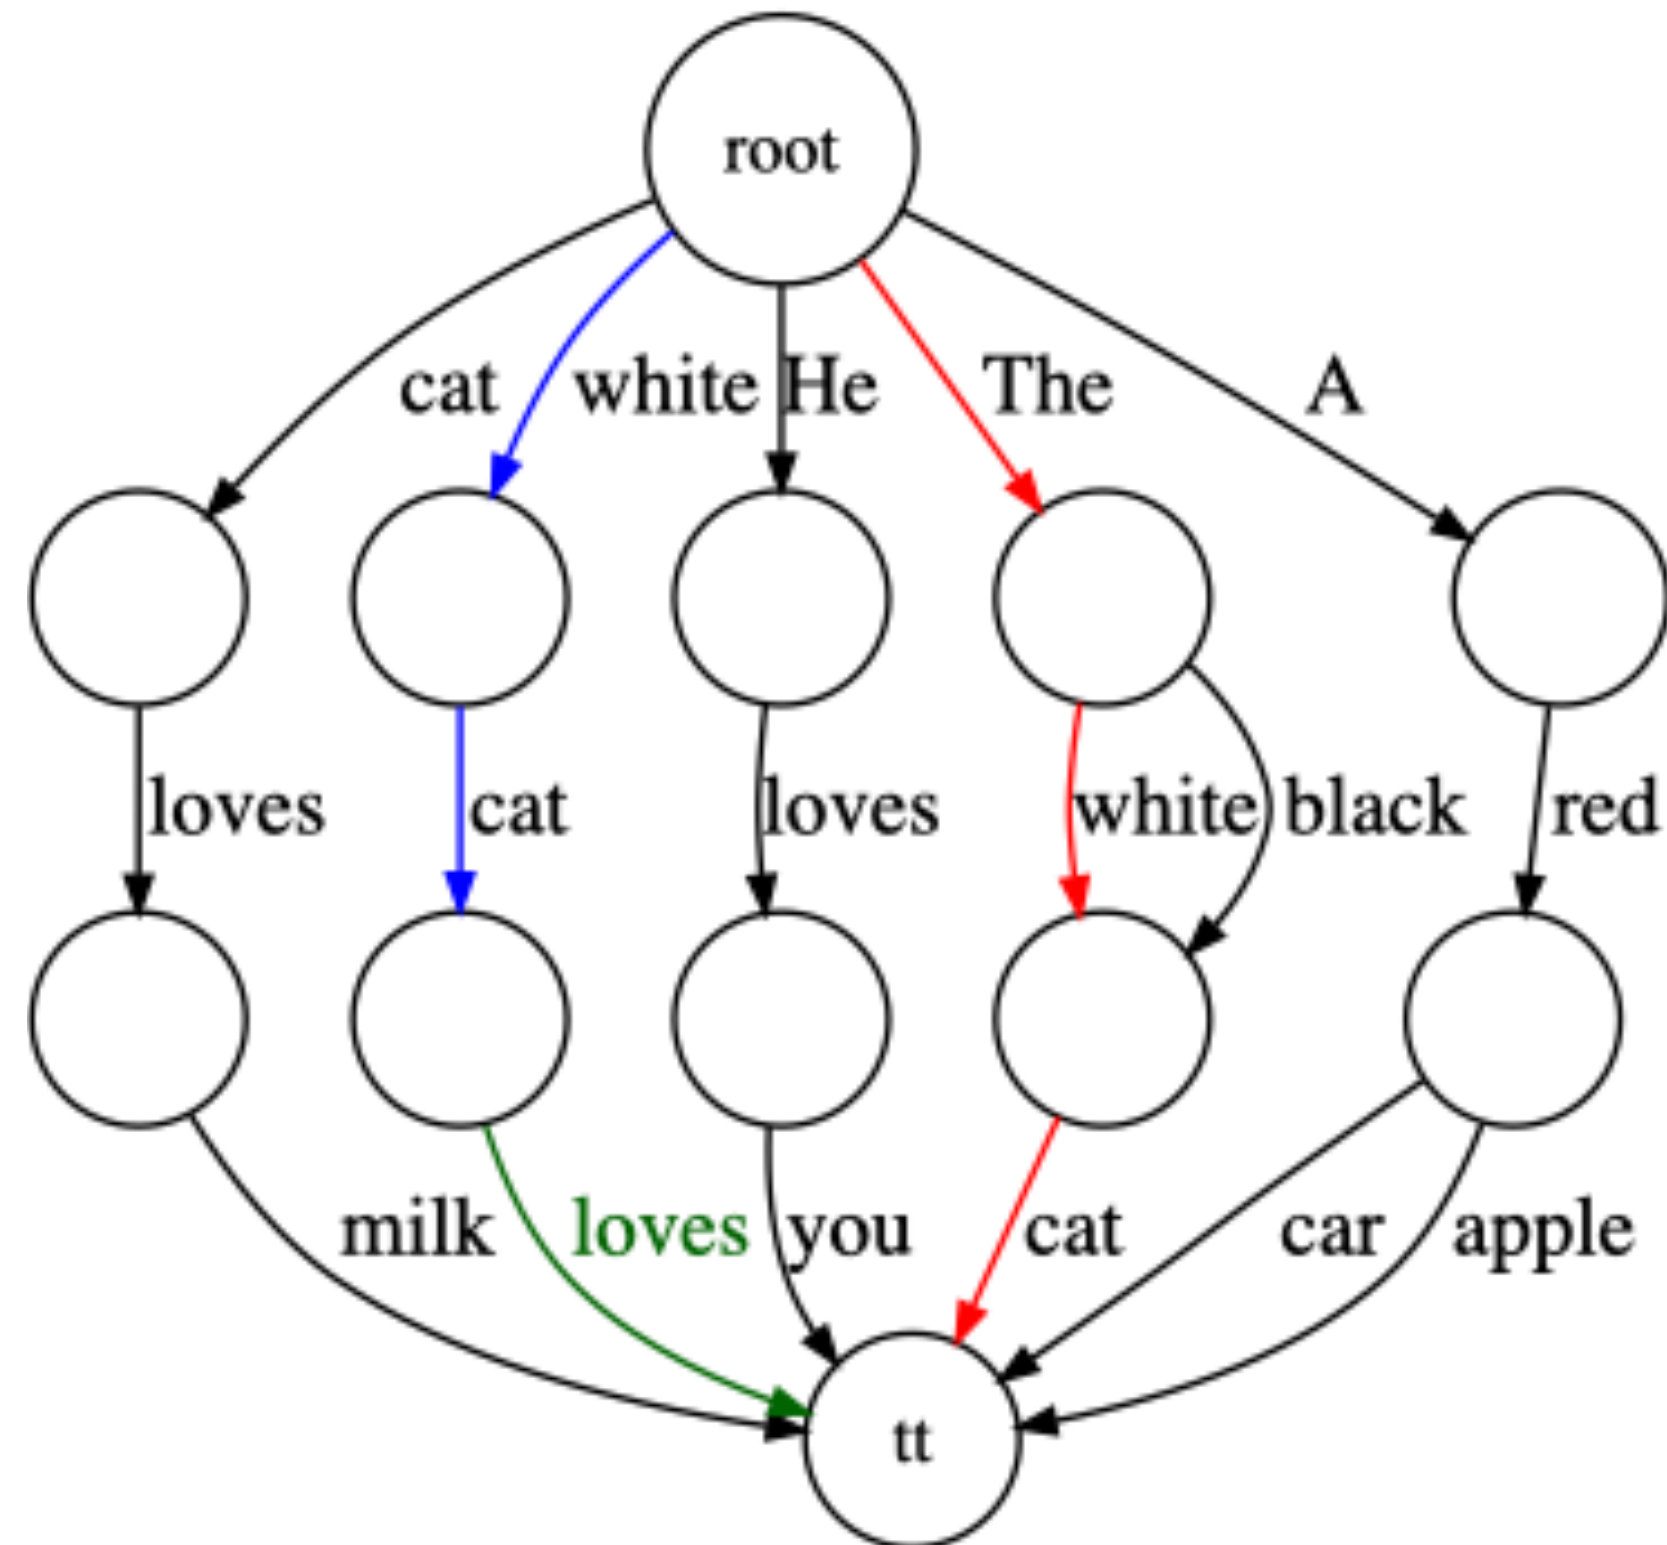 root
cat white He The A
loves cat loves white black red
milk loves you cat car apple
tt